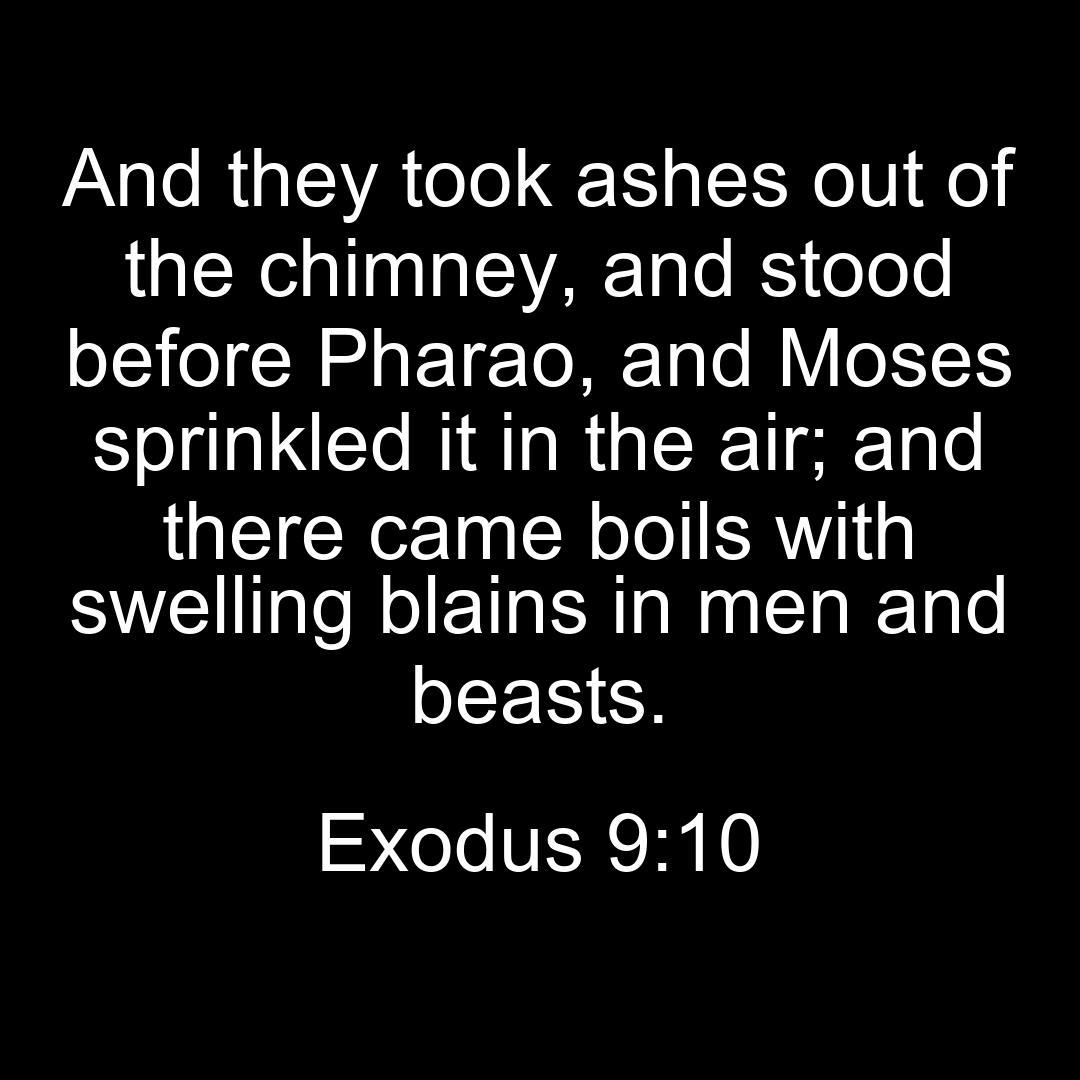 And they took ashes out of
the chimney, and stood
before Pharao, and Moses
sprinkled it in the air; and
there came boils with
swelling blains in men and
beasts.
Exodus 9:10